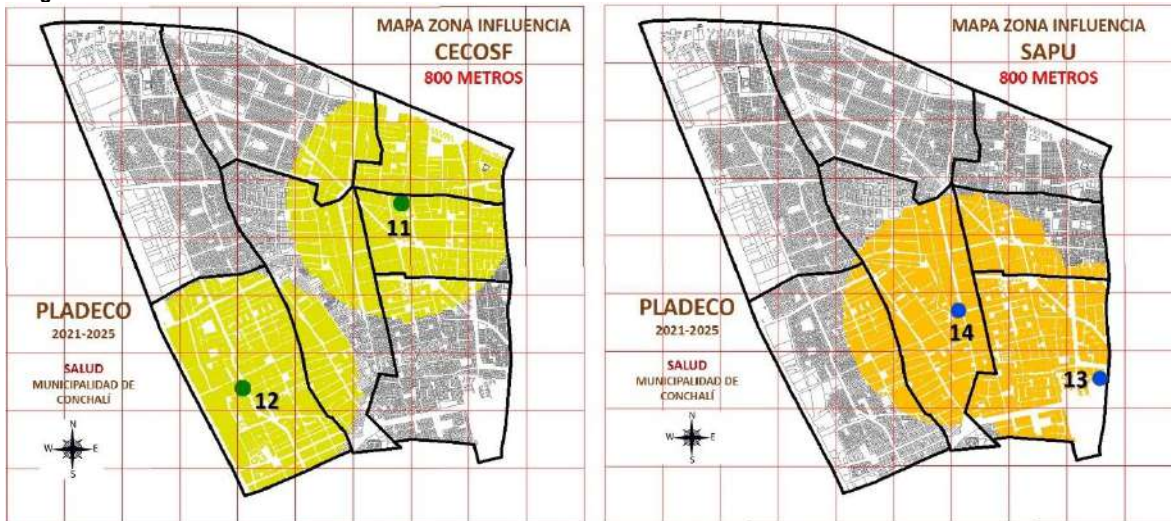 MAPA ZONA INFLUENCIA
CECOSF
800 METROS
11
PLADECO
2021-2025
SALUD
MUNICIPALIDAD DE
CONCHALÍ
12
N
W E
S
MAPA ZONA INFLUENCIA
SAPU
800 METROS
PLADECO
2021-2025
14
SALUD
MUNICIPALIDAD DE
CONCHALÍ
13
N
W E
S